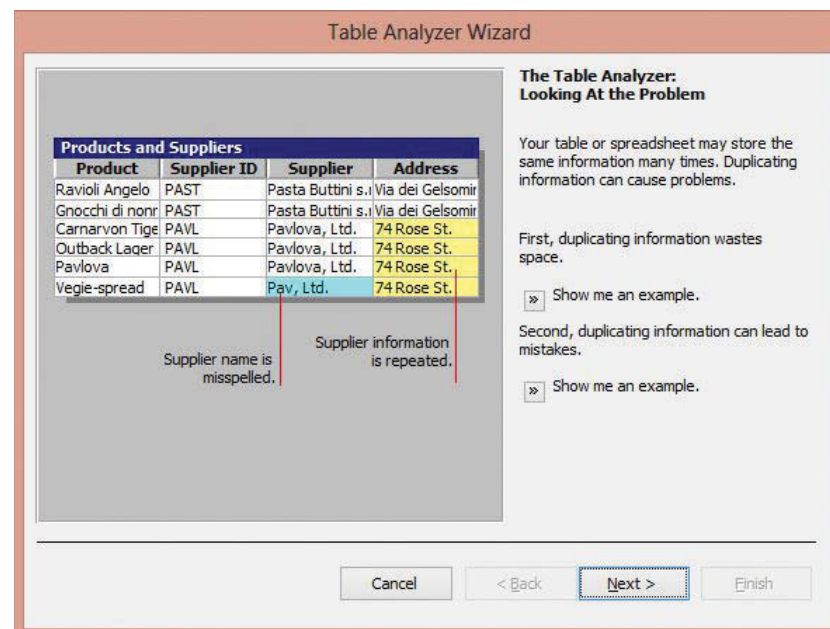 Table Analyzer Wizard
The Table Analyzer:
Looking At the Problem
Your table or spreadsheet may store the
same information many times. Duplicating
information can cause problems.
First, duplicating information wastes
space.
» Show me an example.
Second, duplicating information can lead to
mistakes.
» Show me an example.
Products and Suppliers
Product Supplier ID Supplier Address
Ravioli Angelo PAST Pasta Buttini s.r Via dei Gelsomir
Gnocchi di nonr PAST Pasta Buttini s.r Via dei Gelsomir
Carnarvon Tige PAVL Pavlova, Ltd. 74 Rose St.
Outback Lager PAVL Pavlova, Ltd. 74 Rose St.
Pavlova PAVL Pavlova, Ltd. 74 Rose St.
Vegie-spread PAVL Pav, Ltd. 74 Rose St.
Supplier name is
misspelled.
Supplier information
is repeated.
Cancel < Back Next > Finish